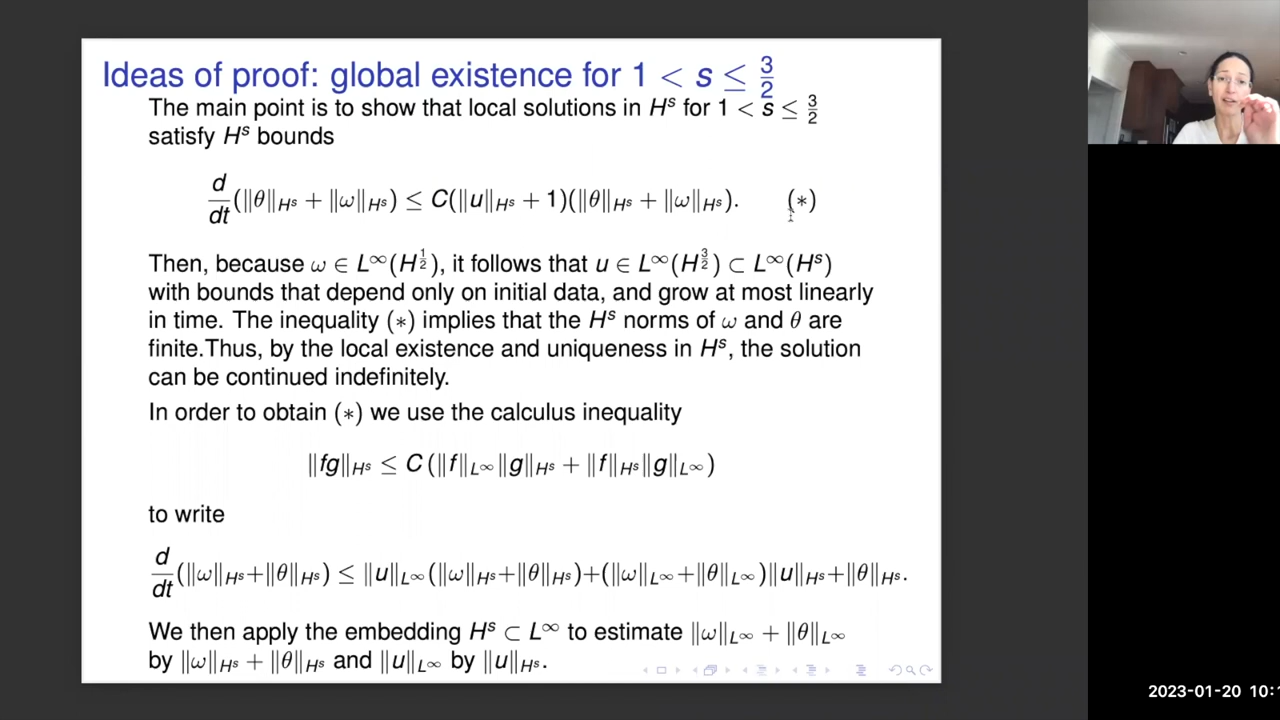 Ideas of proof: global existence for 1 < s ≤ 3/2
The main point is to show that local solutions in H^s for 1 < s ≤ 3/2
satisfy H^s bounds
d/dt (‖θ‖_{H^s} + ‖ω‖_{H^s}) ≤ C(‖u‖_{H^s} + 1)(‖θ‖_{H^s} + ‖ω‖_{H^s}). (∗)
Then, because ω ∈ L^∞(H^{1/2}), it follows that u ∈ L^∞(H^{3/2}) ⊂ L^∞(H^s)
with bounds that depend only on initial data, and grow at most linearly
in time. The inequality (∗) implies that the H^s norms of ω and θ are
finite.Thus, by the local existence and uniqueness in H^s, the solution
can be continued indefinitely.
In order to obtain (∗) we use the calculus inequality
‖fg‖_{H^s} ≤ C (‖f‖_{L^∞}‖g‖_{H^s} + ‖f‖_{H^s}‖g‖_{L^∞})
to write
d/dt (‖ω‖_{H^s}+‖θ‖_{H^s}) ≤ ‖u‖_{L^∞}(‖ω‖_{H^s}+‖θ‖_{H^s})+(‖ω‖_{L^∞}+‖θ‖_{L^∞})‖u‖_{H^s}+‖θ‖_{H^s}.
We then apply the embedding H^s ⊂ L^∞ to estimate ‖ω‖_{L^∞} + ‖θ‖_{L^∞}
by ‖ω‖_{H^s} + ‖θ‖_{H^s} and ‖u‖_{L^∞} by ‖u‖_{H^s}.
2023-01-20 10: